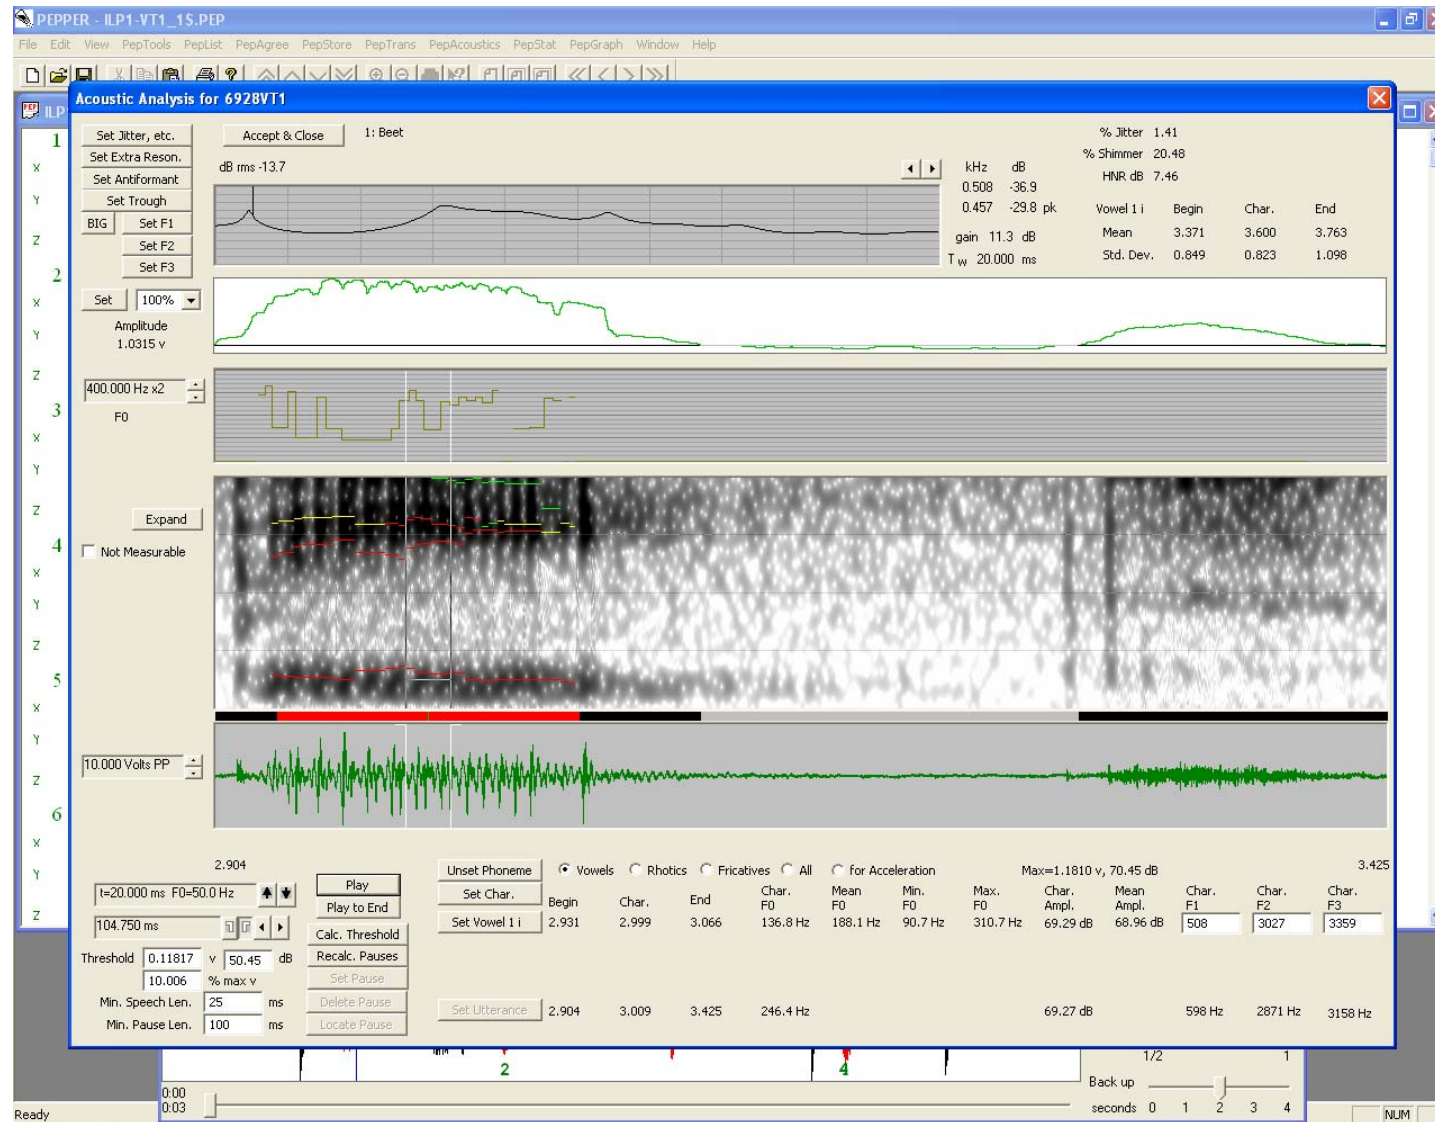 PEPPER - ILP1-VT1_1S.PEP
File Edit View PepTools PepList PepAgree PepStore PepTrans PepAcoustics PepStat PepGraph Window Help
Acoustic Analysis for 6928VT1
Set Jitter, etc. Accept & Close 1: Beet % Jitter 1.41
Set Extra Reson. % Shimmer 20.48
Set Antiformant dB rms -13.7 kHz dB HNR dB 7.46
Set Trough 0.508 -36.9
BIG Set F1 0.457 -29.8 pk Vowel 1 i Begin Char. End
Set F2 gain 11.3 dB Mean 3.371 3.600 3.763
Set F3 T w 20.000 ms Std. Dev. 0.849 0.823 1.098
Set 100%
Amplitude
1.0315 v
400.000 Hz x2
F0
Expand
Not Measurable
10.000 Volts PP
1
X
Y
Z
2
X
Y
Z
3
X
Y
Z
4
X
Y
Z
5
X
Y
Z
6
X
Y
Z
2.904 3.425
Unset Phoneme Vowels Rhotics Fricatives All for Acceleration Max=1.1810 v, 70.45 dB
t=20.000 ms F0=50.0 Hz Play
Set Char. Begin Char. End Char. F0 Mean F0 Min. F0 Max. F0 Char. Ampl. Mean Ampl. Char. F1 Char. F2 Char. F3
Play to End
104.750 ms Set Vowel 1 i 2.931 2.999 3.066 136.8 Hz 188.1 Hz 90.7 Hz 310.7 Hz 69.29 dB 68.96 dB 508 3027 3359
Calc. Threshold
Threshold 0.11817 v 50.45 dB Recalc. Pauses
10.006 % max v Set Pause
Min. Speech Len. 25 ms Delete Pause
Set Utterance 2.904 3.009 3.425 246.4 Hz 69.27 dB 598 Hz 2871 Hz 3158 Hz
Min. Pause Len. 100 ms Locate Pause
2 4 1/2 1
Back up
0:00
0:03 seconds 0 1 2 3 4
Ready NUM